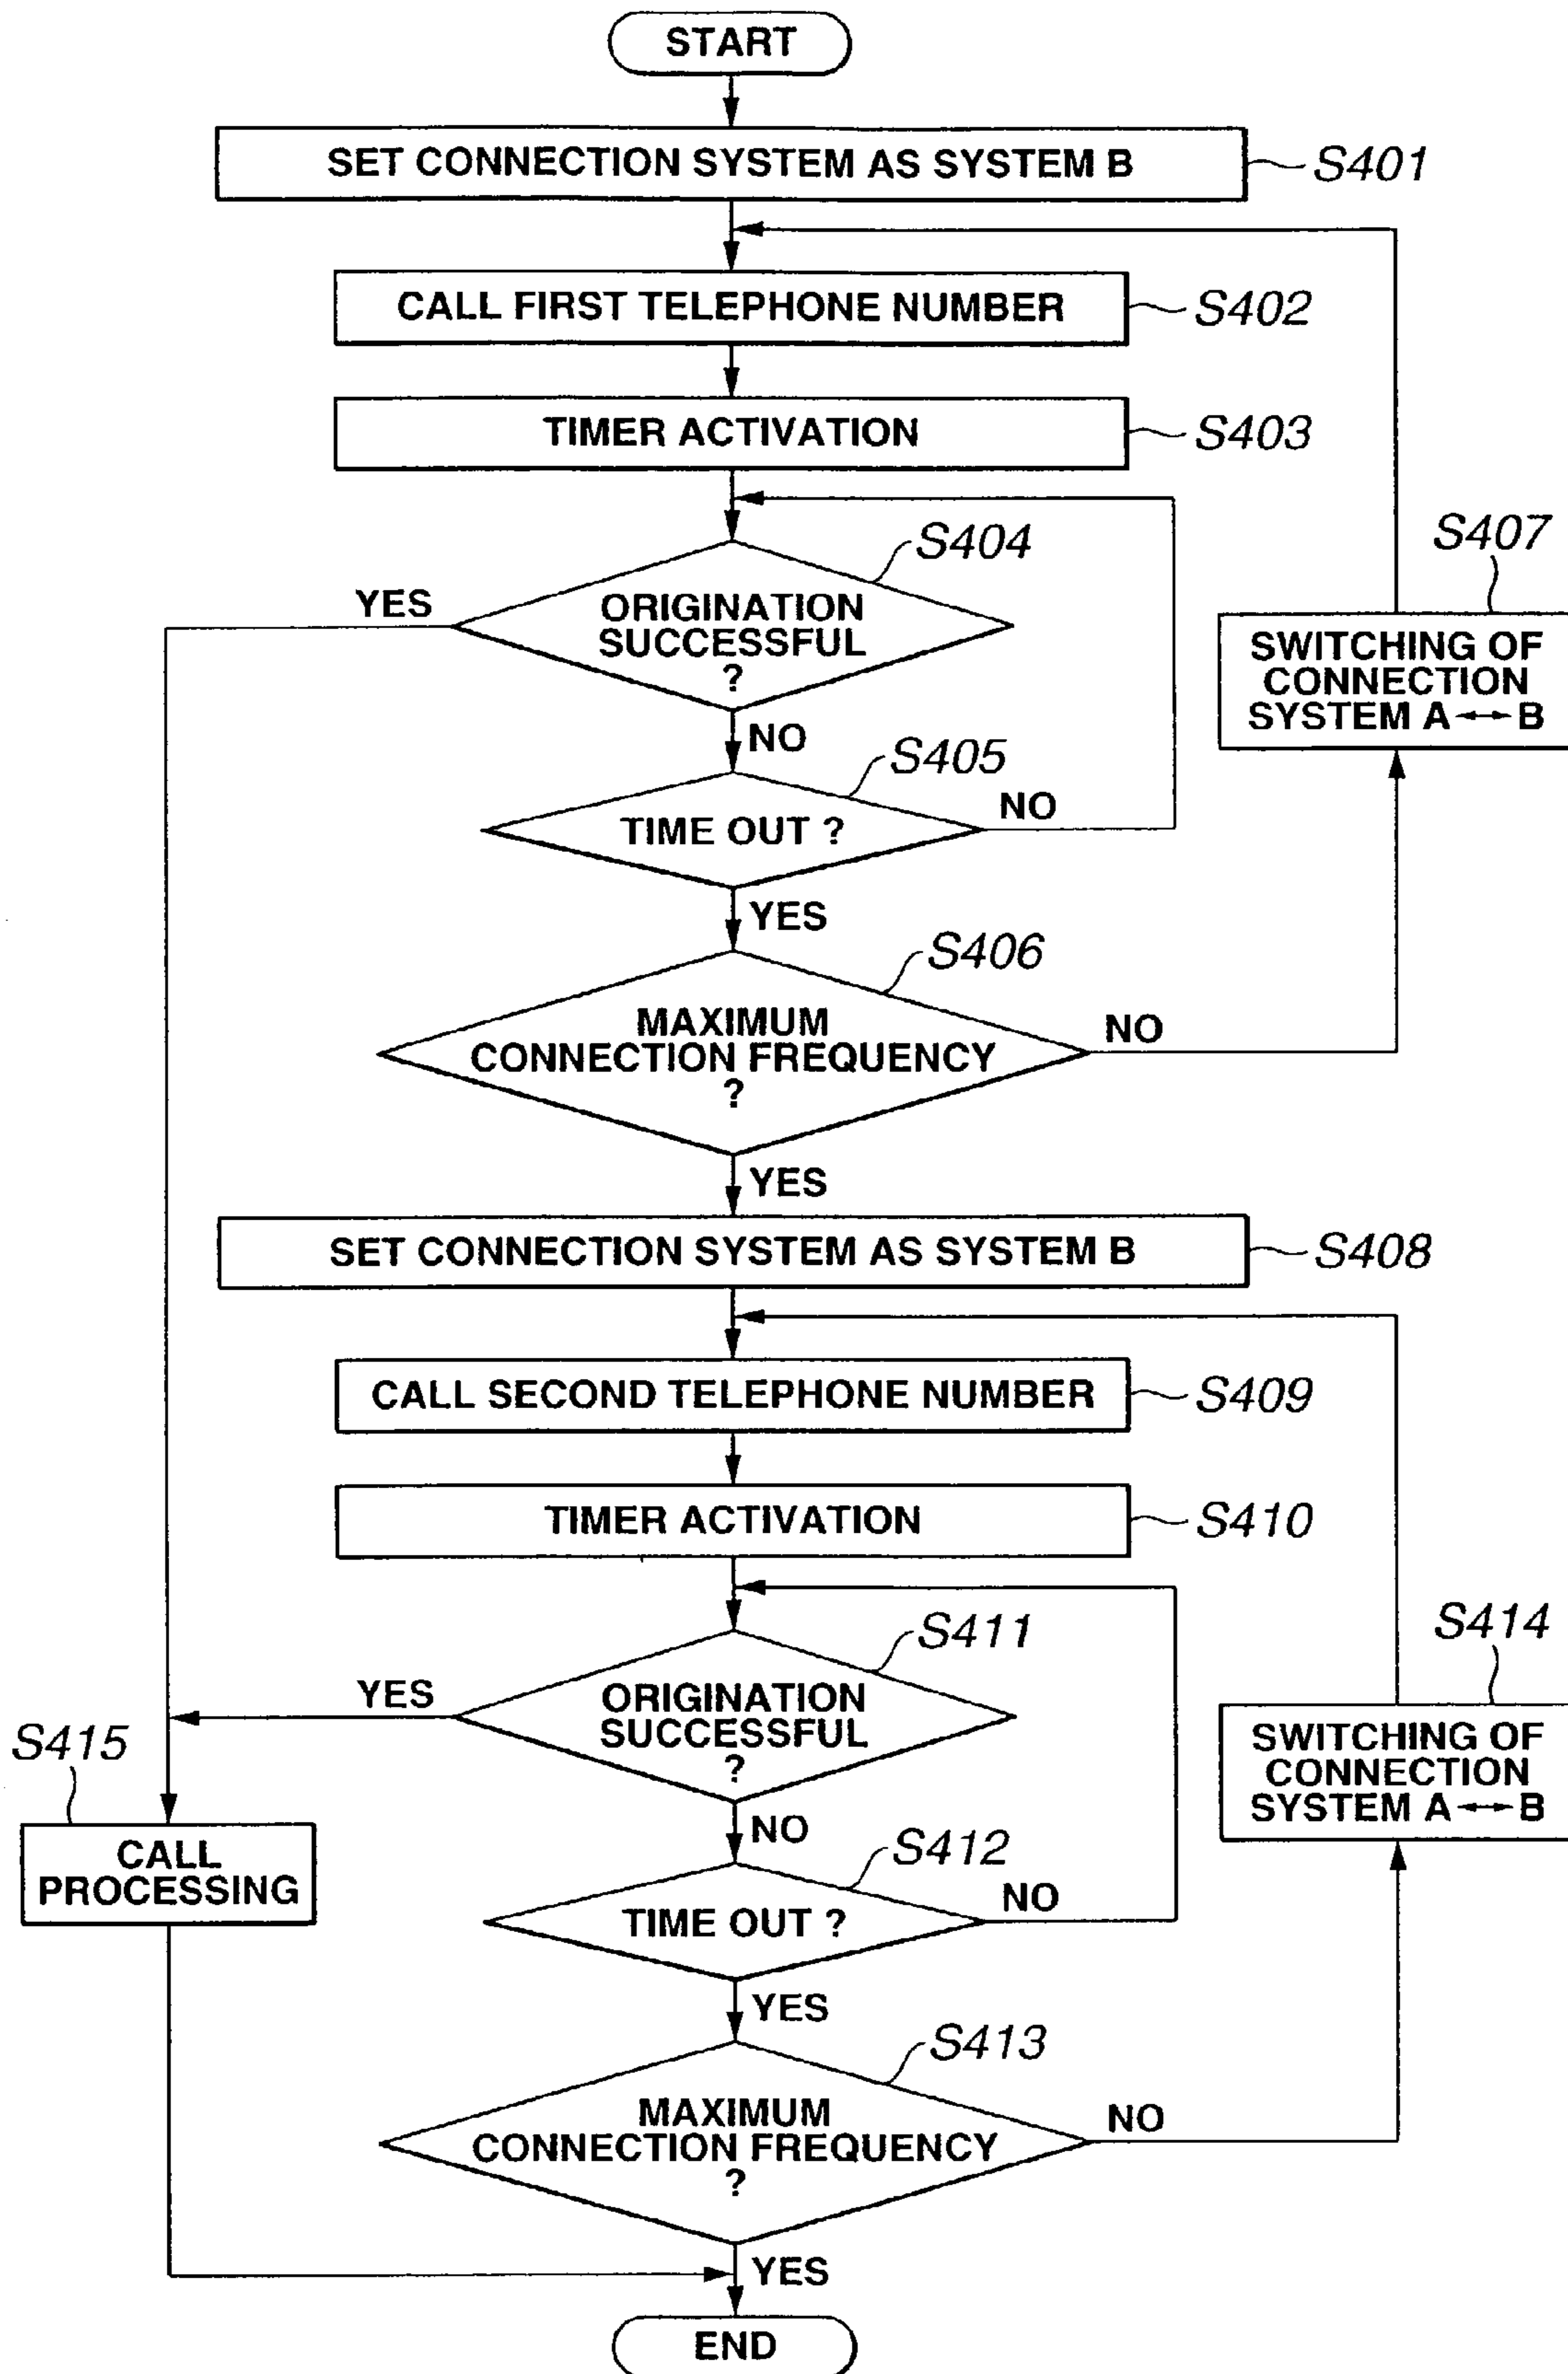 START
SET CONNECTION SYSTEM AS SYSTEM B
S401
CALL FIRST TELEPHONE NUMBER
S402
TIMER ACTIVATION
S403
S404
ORIGINATION
SUCCESSFUL
?
YES
NO
S407
SWITCHING OF
CONNECTION
SYSTEM A↔B
S405
TIME OUT ?
NO
YES
S406
MAXIMUM
CONNECTION FREQUENCY
?
NO
YES
SET CONNECTION SYSTEM AS SYSTEM B
S408
CALL SECOND TELEPHONE NUMBER
S409
TIMER ACTIVATION
S410
S411
ORIGINATION
SUCCESSFUL
?
YES
NO
S414
SWITCHING OF
CONNECTION
SYSTEM A↔B
S415
CALL
PROCESSING
S412
TIME OUT ?
NO
YES
S413
MAXIMUM
CONNECTION FREQUENCY
?
NO
YES
END